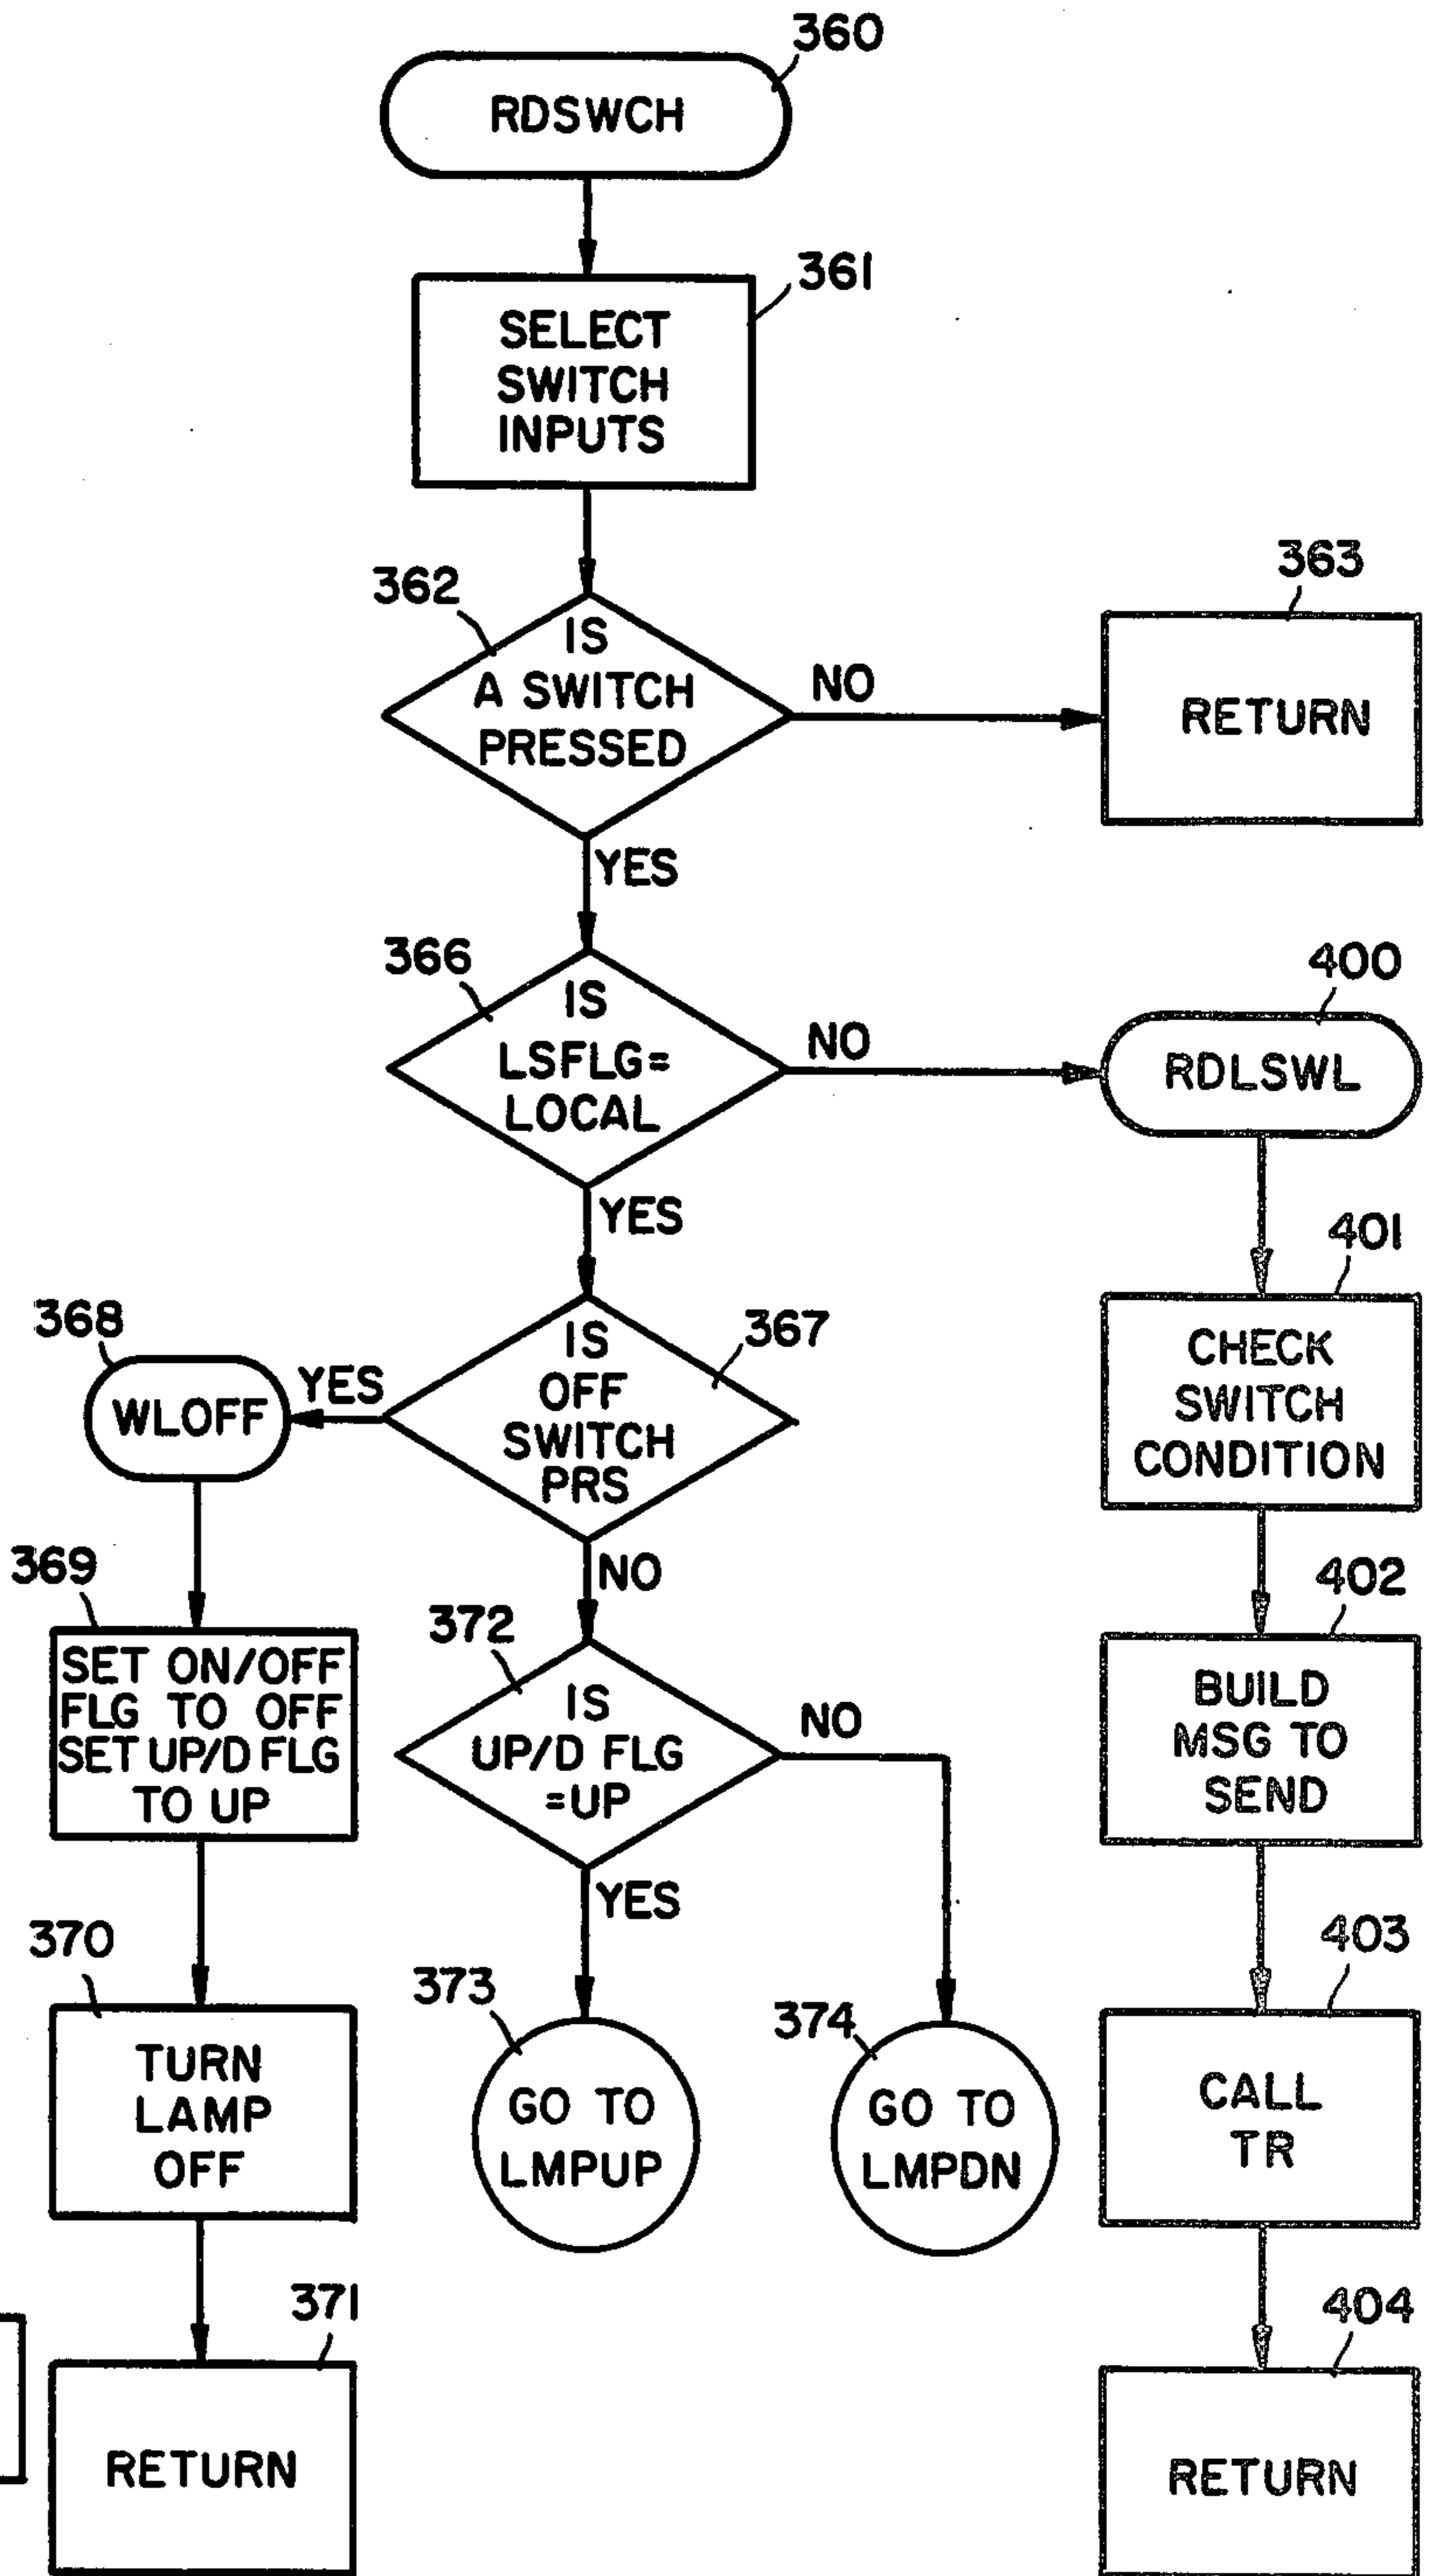 360
RDSWCH
361
SELECT
SWITCH
INPUTS
362
IS
A SWITCH
PRESSED
NO
363
RETURN
YES
366
IS
LSFLG=
LOCAL
NO
400
RDLSWL
YES
401
CHECK
SWITCH
CONDITION
367
IS
OFF
SWITCH
PRS
YES
368
WLOFF
NO
369
SET ON/OFF
FLG TO OFF
SET UP/D FLG
TO UP
372
IS
UP/D FLG
=UP
NO
402
BUILD
MSG TO
SEND
YES
370
TURN
LAMP
OFF
373
GO TO
LMPUP
374
GO TO
LMPDN
403
CALL
TR
371
RETURN
404
RETURN